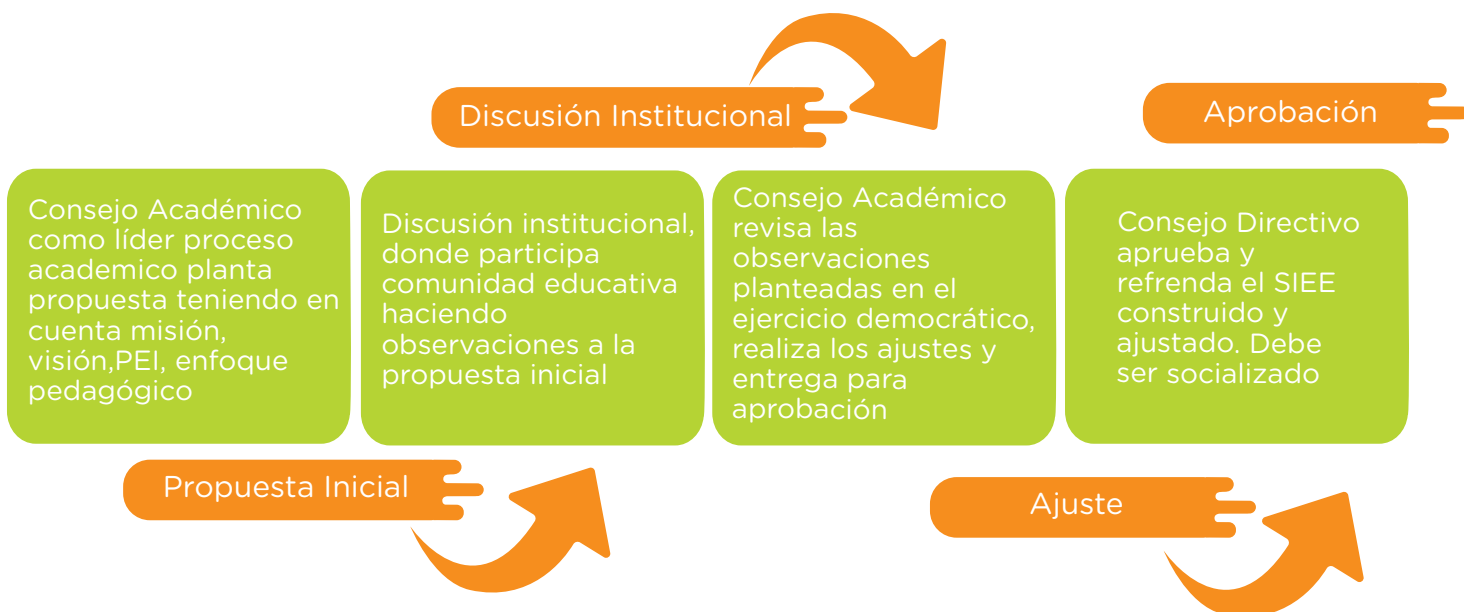 Discusión Institucional
Aprobación
Consejo Académico
como líder proceso
academico planta
propuesta teniendo en
cuenta misión,
visión,PEI, enfoque
pedagógico
Discusión institucional,
donde participa
comunidad educativa
haciendo
observaciones a la
propuesta inicial
Consejo Académico
revisa las
observaciones
planteadas en el
ejercicio democrático,
realiza los ajustes y
entrega para
aprobación
Consejo Directivo
aprueba y
refrenda el SIEE
construido y
ajustado. Debe
ser socializado
Propuesta Inicial
Ajuste